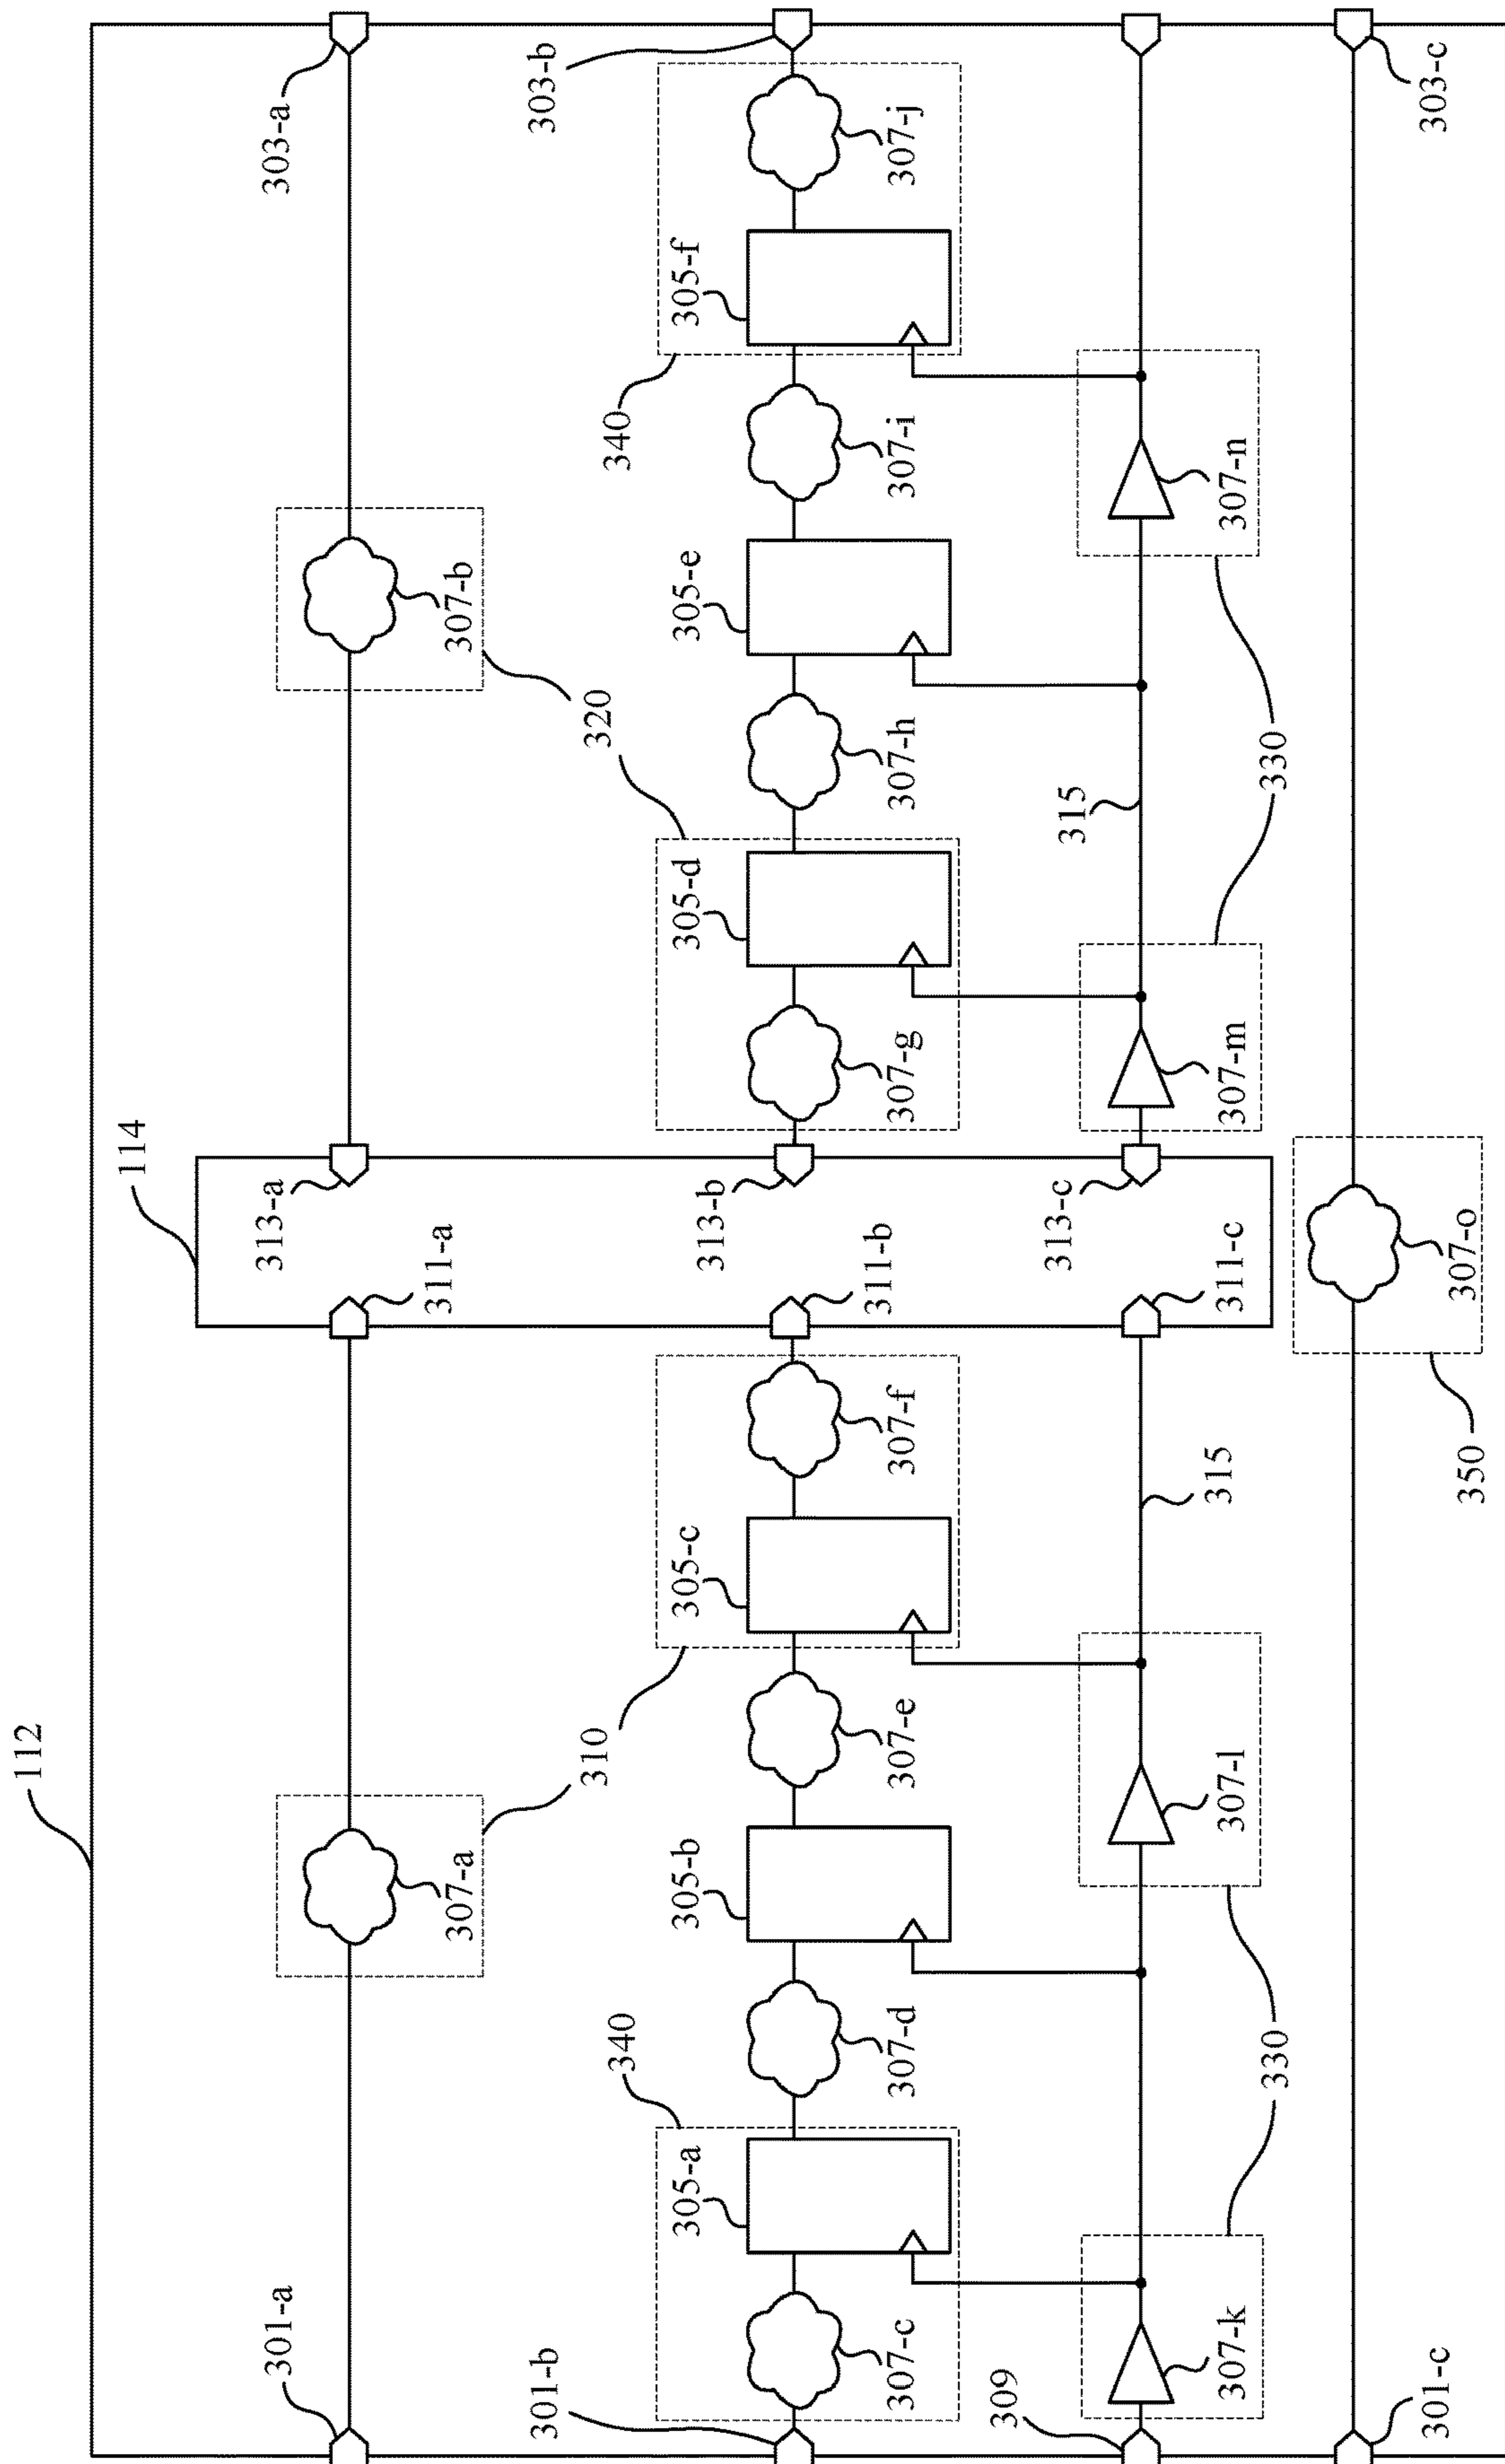 112
114
301-a
307-a
310
311-a
313-a
320
307-b
303-a
301-b
340
305-a
307-c
307-d
305-b
307-e
305-c
307-f
311-b
313-b
305-d
307-g
307-h
305-e
307-i
340
305-f
307-j
303-b
309
307-k
330
307-l
315
311-c
313-c
307-m
315
330
307-n
301-c
350
307-o
303-c